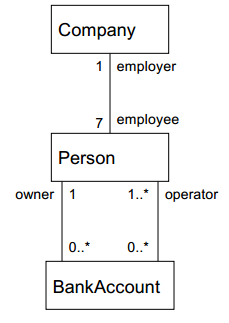 Company
1 employer
7 employee
Person
owner 1 1..* operator
0..* 0..*
BankAccount